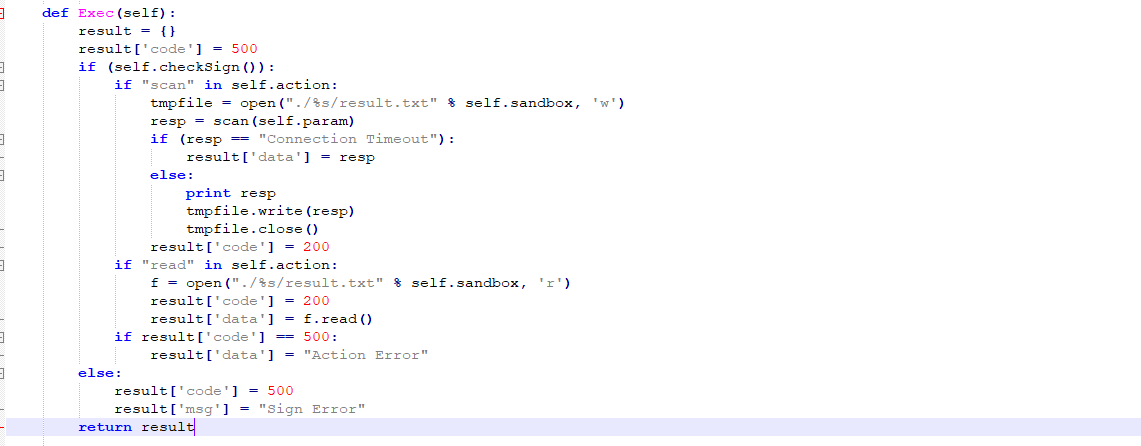 def Exec(self):
    result = {}
    result['code'] = 500
    if (self.checkSign()):
        if "scan" in self.action:
            tmpfile = open("./%s/result.txt" % self.sandbox, 'w')
            resp = scan(self.param)
            if (resp == "Connection Timeout"):
                result['data'] = resp
            else:
                print resp
                tmpfile.write(resp)
                tmpfile.close()
            result['code'] = 200
        if "read" in self.action:
            f = open("./%s/result.txt" % self.sandbox, 'r')
            result['code'] = 200
            result['data'] = f.read()
        if result['code'] == 500:
            result['data'] = "Action Error"
    else:
        result['code'] = 500
        result['msg'] = "Sign Error"
    return result